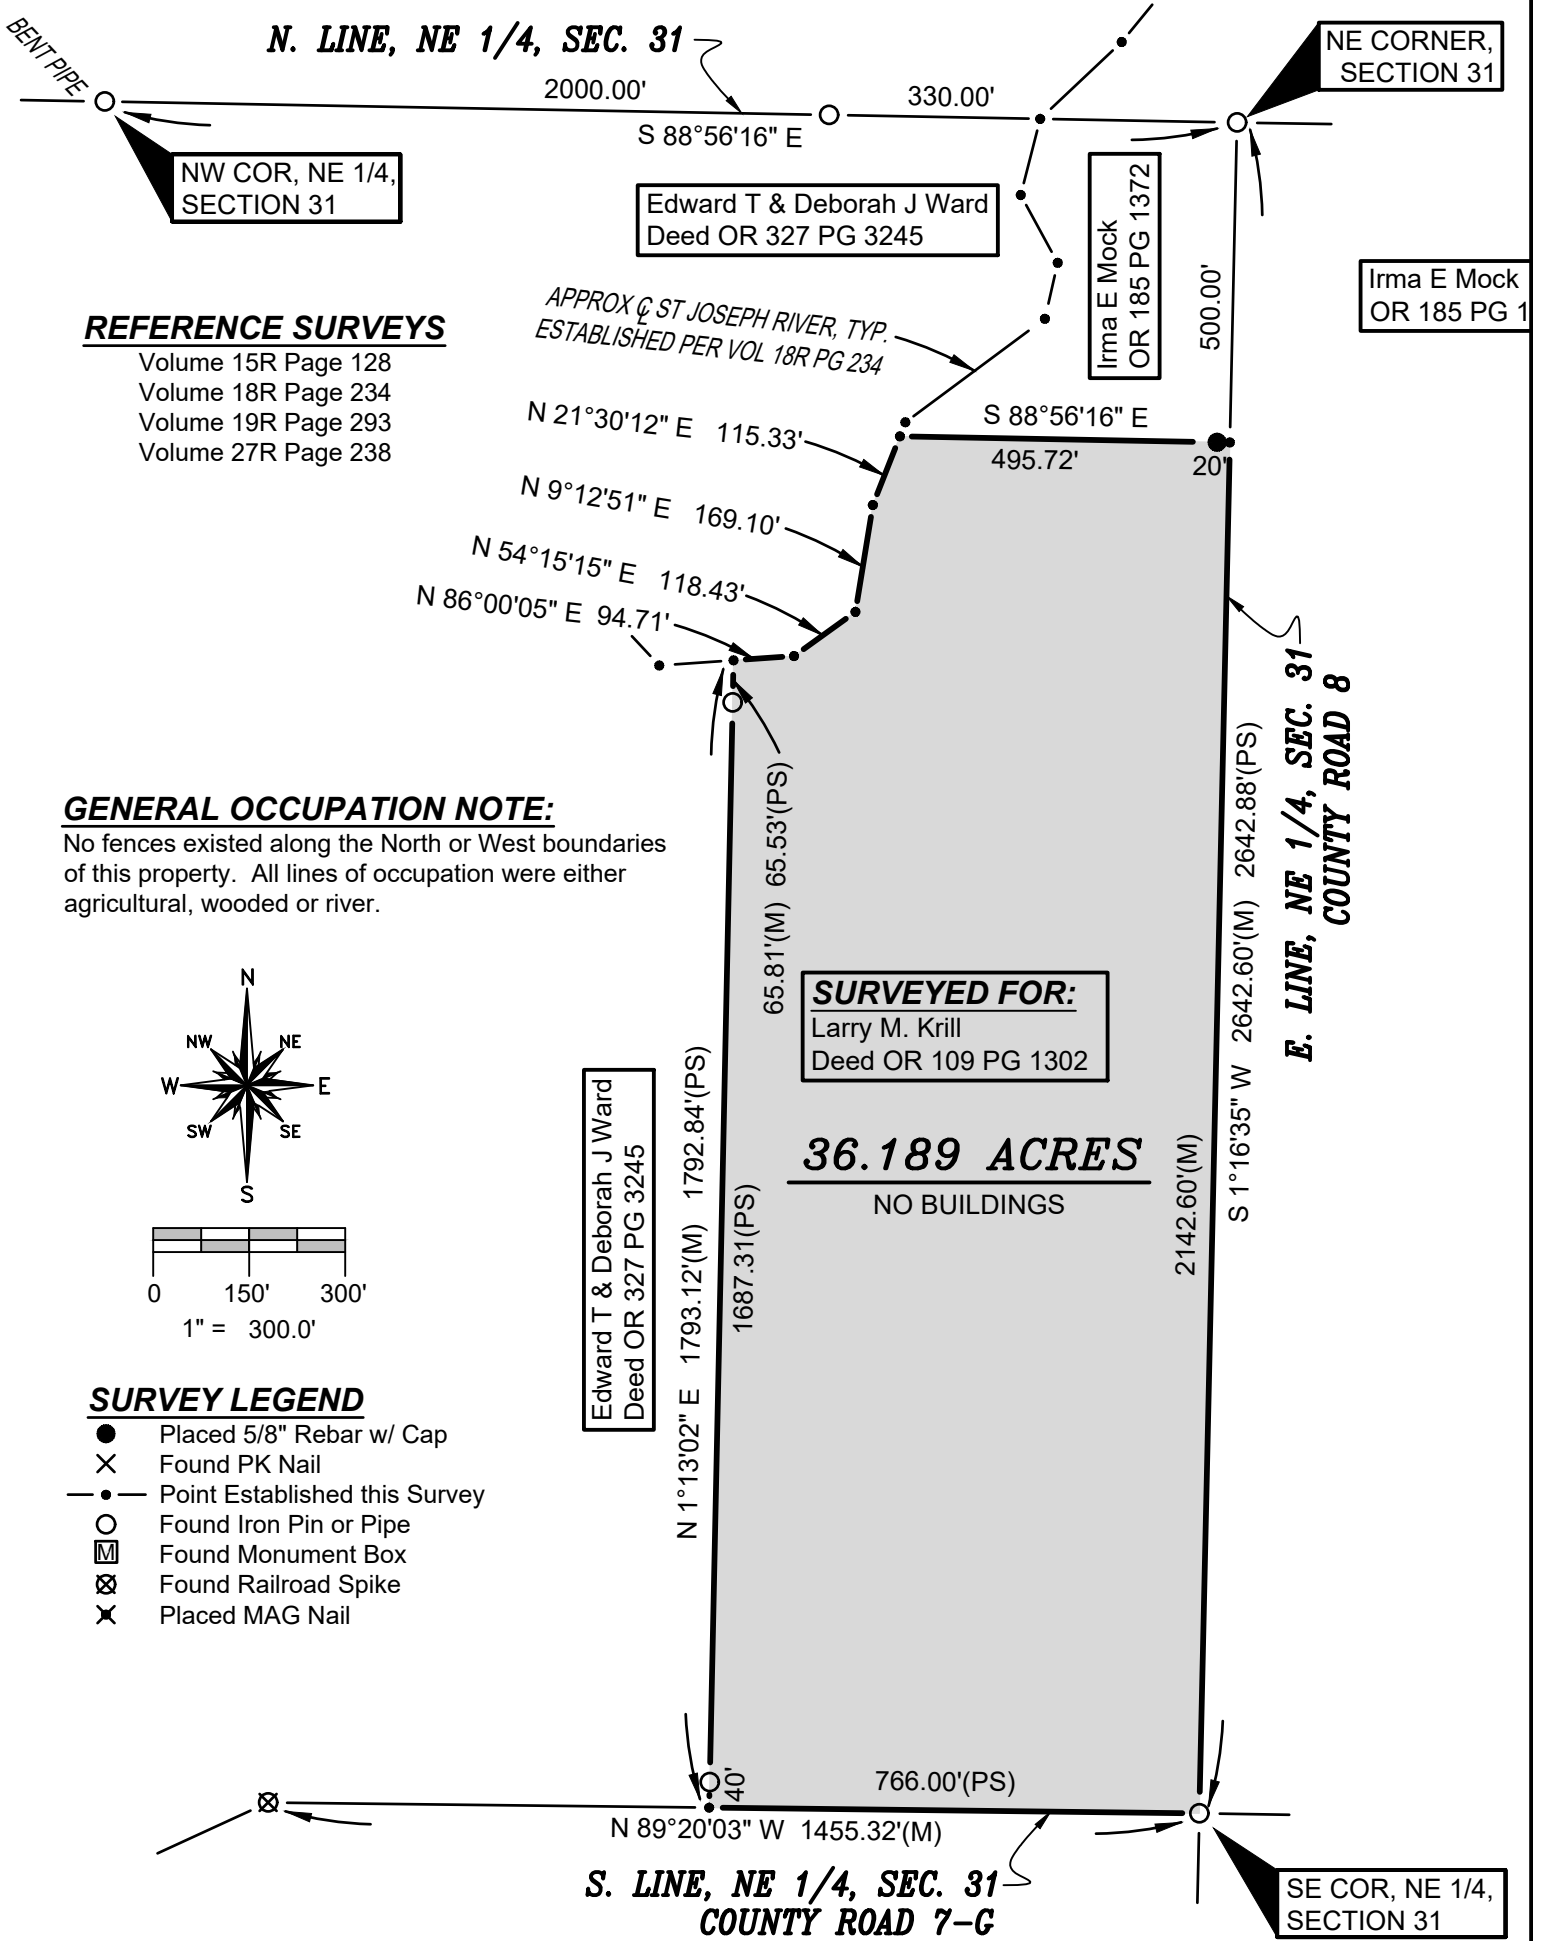 BENT PIPE
N. LINE, NE 1/4, SEC. 31
2000.00'
330.00'
S 88°56'16" E
NE CORNER,
SECTION 31
NW COR, NE 1/4,
SECTION 31
Edward T & Deborah J Ward
Deed OR 327 PG 3245
Irma E Mock
OR 185 PG 1372
500.00'
Irma E Mock
OR 185 PG 1
REFERENCE SURVEYS
Volume 15R Page 128
Volume 18R Page 234
Volume 19R Page 293
Volume 27R Page 238
APPROX ℄ ST JOSEPH RIVER, TYP.
ESTABLISHED PER VOL 18R PG 234
N 21°30'12" E 115.33'
S 88°56'16" E
495.72'
20'
N 9°12'51" E 169.10'
N 54°15'15" E 118.43'
N 86°00'05" E 94.71'
E. LINE, NE 1/4, SEC. 31
COUNTY ROAD 8
S 1°16'35" W 2642.60'(M) 2642.88'(PS)
2142.60'(M)
65.81'(M) 65.53'(PS)
GENERAL OCCUPATION NOTE:
No fences existed along the North or West boundaries
of this property. All lines of occupation were either
agricultural, wooded or river.
N
NE
E
SE
S
SW
W
NW
SURVEYED FOR:
Larry M. Krill
Deed OR 109 PG 1302
36.189 ACRES
NO BUILDINGS
Edward T & Deborah J Ward
Deed OR 327 PG 3245
N 1°13'02" E 1793.12'(M) 1792.84'(PS)
1687.31(PS)
0 150' 300'
1" = 300.0'
SURVEY LEGEND
Placed 5/8" Rebar w/ Cap
Found PK Nail
Point Established this Survey
Found Iron Pin or Pipe
M Found Monument Box
Found Railroad Spike
Placed MAG Nail
40'
766.00'(PS)
N 89°20'03" W 1455.32'(M)
S. LINE, NE 1/4, SEC. 31
COUNTY ROAD 7-G
SE COR, NE 1/4,
SECTION 31